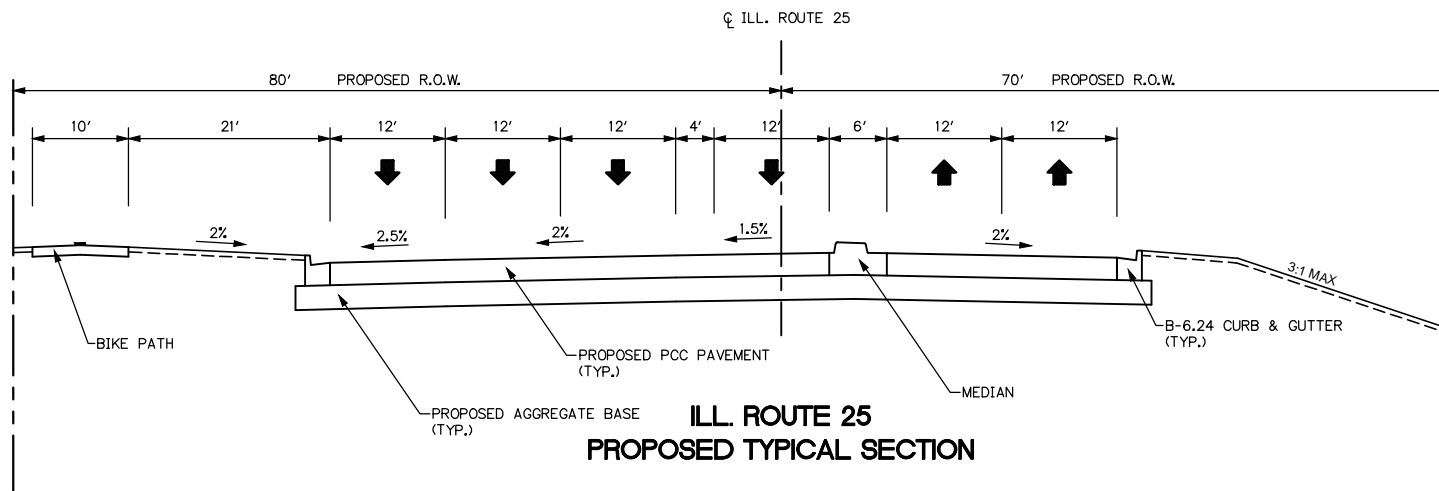 ℄ ILL. ROUTE 25
80' PROPOSED R.O.W.
70' PROPOSED R.O.W.
10'
21'
12'
12'
12'
4'
12'
6'
12'
12'
2%
2.5%
2%
1.5%
2%
3:1 MAX
BIKE PATH
PROPOSED PCC PAVEMENT
(TYP.)
B-6.24 CURB & GUTTER
(TYP.)
MEDIAN
PROPOSED AGGREGATE BASE
(TYP.)
ILL. ROUTE 25
PROPOSED TYPICAL SECTION